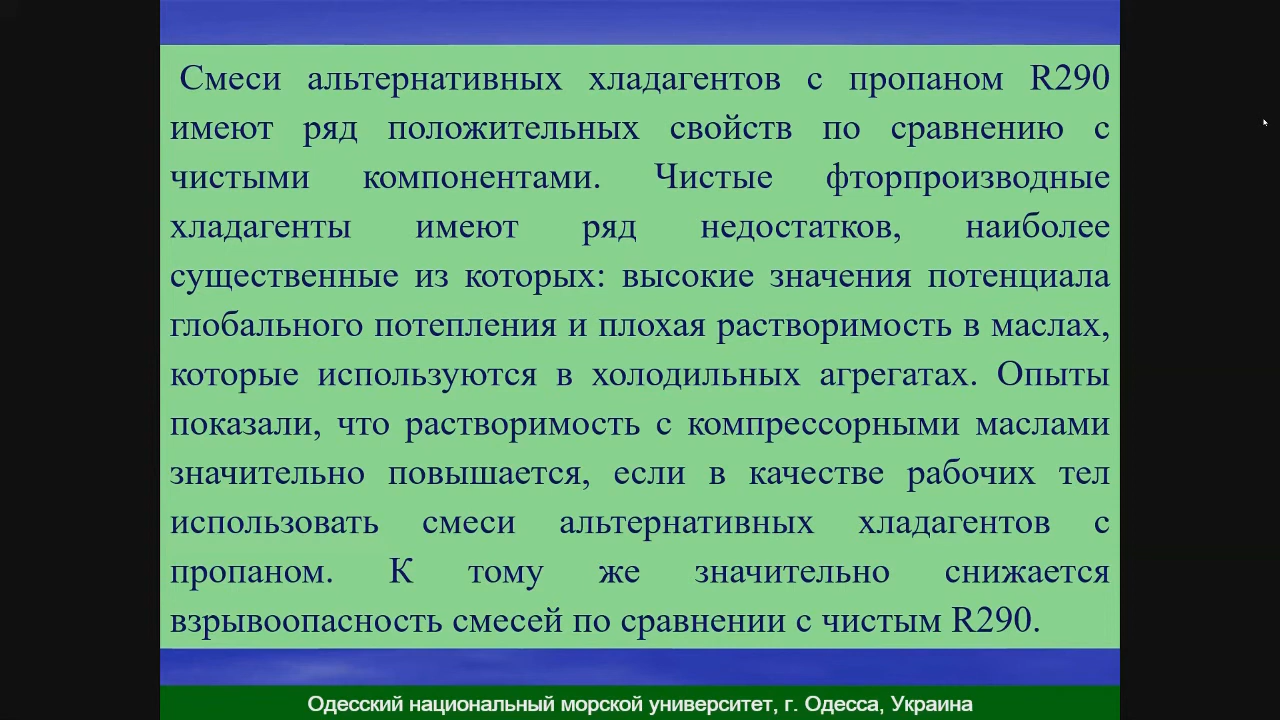 Смеси альтернативных хладагентов с пропаном R290
имеют ряд положительных свойств по сравнению с
чистыми компонентами. Чистые фторпроизводные
хладагенты имеют ряд недостатков, наиболее
существенные из которых: высокие значения потенциала
глобального потепления и плохая растворимость в маслах,
которые используются в холодильных агрегатах. Опыты
показали, что растворимость с компрессорными маслами
значительно повышается, если в качестве рабочих тел
использовать смеси альтернативных хладагентов с
пропаном. К тому же значительно снижается
взрывоопасность смесей по сравнении с чистым R290.
Одесский национальный морской университет, г. Одесса, Украина